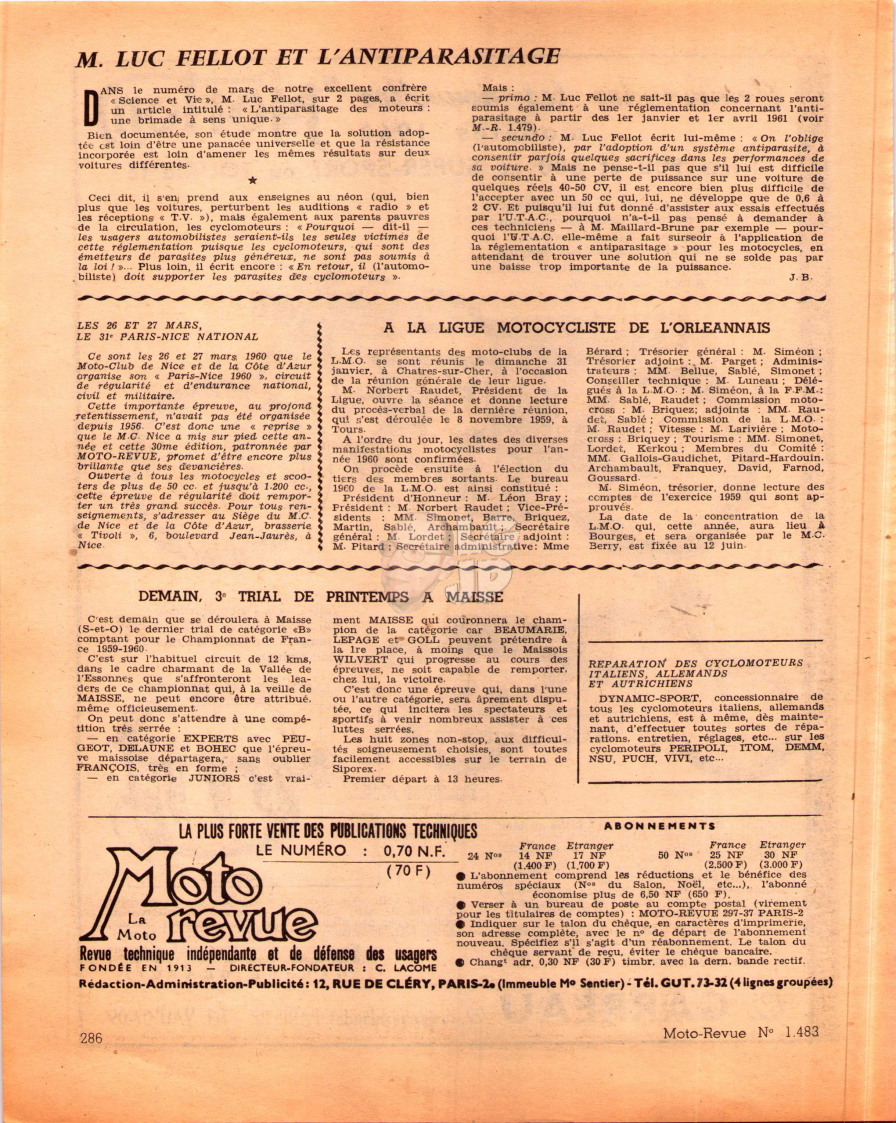 M. LUC FELLOT ET L'ANTIPARASITAGE
DANS le numéro de mars de notre excellent confrère
« Science et Vie », M. Luc Fellot, sur 2 pages, a écrit
un article intitulé : « L'antiparasitage des moteurs :
une brimade à sens unique. »
Bien documentée, son étude montre que la solution adop-
tée est loin d'être une panacée universelle et que la résistance
incorporée est loin d'amener les mêmes résultats sur deux
voitures différentes.
★
Ceci dit, il s'en prend aux enseignes au néon (qui, bien
plus que les voitures, perturbent les auditions « radio » et
les réceptions « T.V. »), mais également aux parents pauvres
de la circulation, les cyclomoteurs : « Pourquoi — dit-il —
les usagers automobilistes seraient-ils les seules victimes de
cette réglementation puisque les cyclomoteurs, qui sont des
émetteurs de parasites plus généreux, ne sont pas soumis à
la loi ! »... Plus loin, il écrit encore : « En retour, il (l'automo-
biliste) doit supporter les parasites des cyclomoteurs ».
Mais :
— primo : M. Luc Fellot ne sait-il pas que les 2 roues seront
soumis également à une réglementation concernant l'anti-
parasitage à partir des 1er janvier et 1er avril 1961 (voir
M.-R. 1.479).
— secundo : M. Luc Fellot écrit lui-même : « On l'oblige
(l'automobiliste), par l'adoption d'un système antiparasite, à
consentir parfois quelques sacrifices dans les performances de
sa voiture. » Mais ne pense-t-il pas que s'il lui est difficile
de consentir à une perte de puissance sur une voiture de
quelques réels 40-50 CV, il est encore bien plus difficile de
l'accepter avec un 50 cc qui, lui, ne développe que de 0,6 à
2 CV. Et puisqu'il lui fut donné d'assister aux essais effectués
par l'U.T.A.C., pourquoi n'a-t-il pas pensé à demander à
ces techniciens — à M. Maillard-Brune par exemple — pour-
quoi l'U.T.A.C. elle-même a fait surseoir à l'application de
la réglementation « antiparasitage » pour les motocycles, en
attendant de trouver une solution qui ne se solde pas par
une baisse trop importante de la puissance.
J. B.
LES 26 ET 27 MARS,
LE 31e PARIS-NICE NATIONAL
Ce sont les 26 et 27 mars 1960 que le
Moto-Club de Nice et de la Côte d'Azur
organise son « Paris-Nice 1960 », circuit
de régularité et d'endurance national,
civil et militaire.
Cette importante épreuve, au profond
retentissement, n'avait pas été organisée
depuis 1956. C'est donc une « reprise »
que le M.C. Nice a mis sur pied cette an-
née et cette 30me édition, patronnée par
MOTO-REVUE, promet d'être encore plus
brillante que ses devancières.
Ouverte à tous les motocycles et scoo-
ters de plus de 50 cc. et jusqu'à 1.200 cc.,
cette épreuve de régularité doit rempor-
ter un très grand succès. Pour tous ren-
seignements, s'adresser au Siège du M.C.
de Nice et de la Côte d'Azur, brasserie
« Tivoli », 6, boulevard Jean-Jaurès, à
Nice.
A LA LIGUE MOTOCYCLISTE DE L'ORLEANNAIS
Les représentants des moto-clubs de la
L.M.O. se sont réunis le dimanche 31
janvier, à Chatres-sur-Cher, à l'occasion
de la réunion générale de leur ligue.
M. Norbert Raudet, Président de la
Ligue, ouvre la séance et donne lecture
du procès-verbal de la dernière réunion,
qui s'est déroulée le 8 novembre 1959, à
Tours.
A l'ordre du jour, les dates des diverses
manifestations motocyclistes pour l'an-
née 1960 sont confirmées.
On procède ensuite à l'élection du
tiers des membres sortants. Le bureau
1960 de la L.M.O. est ainsi constitué :
Président d'Honneur : M. Léon Bray ;
Président : M. Norbert Raudet ; Vice-Pré-
sidents : MM. Simonet, Barre, Briquez,
Martin, Sablé, Archambault ; Secrétaire
général : M. Lordet ; Secrétaire adjoint :
M. Pitard ; Secrétaire administrative : Mme
Bérard ; Trésorier général : M. Siméon ;
Trésorier adjoint : M. Parget ; Adminis-
trateurs : MM. Bellue, Sablé, Simonet ;
Conseiller technique : M. Luneau ; Délé-
gués à la L.M.O. : M. Siméon, à la F.F.M. :
MM. Sablé, Raudet ; Commission moto-
cross : M. Briquez; adjoints : MM. Rau-
det, Sablé ; Commission de la L.M.O. :
M. Raudet ; Vitesse : M. Larivière ; Moto-
cross : Briquey ; Tourisme : MM. Simonet,
Lordet, Kerkou ; Membres du Comité :
MM. Gallois-Gaudichet, Pitard-Hardouin,
Archambault, Franquey, David, Farnod,
Goussard.
M. Siméon, trésorier, donne lecture des
comptes de l'exercice 1959 qui sont ap-
prouvés.
La date de la concentration de la
L.M.O. qui, cette année, aura lieu à
Bourges, et sera organisée par le M.C.
Berry, est fixée au 12 juin.
DEMAIN, 3e TRIAL DE PRINTEMPS A MAISSE
C'est demain que se déroulera à Maisse
(S-et-O) le dernier trial de catégorie «B»
comptant pour le Championnat de Fran-
ce 1959-1960.
C'est sur l'habituel circuit de 12 kms,
dans le cadre charmant de la Vallée de
l'Essonnes que s'affronteront les lea-
ders de ce championnat qui, à la veille de
MAISSE, ne peut encore être attribué,
même officieusement.
On peut donc s'attendre à une compé-
tition très serrée :
— en catégorie EXPERTS avec PEU-
GEOT, DELAUNE et BOHEC que l'épreu-
ve maissoise départagera, sans oublier
FRANÇOIS, très en forme ;
— en catégorie JUNIORS c'est vrai-
ment MAISSE qui couronnera le cham-
pion de la catégorie car BEAUMARIE,
LEPAGE et GOLL peuvent prétendre à
la 1re place, à moins que le Maissois
WILVERT qui progresse au cours des
épreuves, ne soit capable de remporter,
chez lui, la victoire.
C'est donc une épreuve qui, dans l'une
ou l'autre catégorie, sera âprement dispu-
tée, ce qui incitera les spectateurs et
sportifs à venir nombreux assister à ces
luttes serrées.
Les huit zones non-stop, aux difficul-
tés soigneusement choisies, sont toutes
facilement accessibles sur le terrain de
Siporex.
Premier départ à 13 heures.
REPARATION DES CYCLOMOTEURS
ITALIENS, ALLEMANDS
ET AUTRICHIENS
DYNAMIC-SPORT, concessionnaire de
tous les cyclomoteurs italiens, allemands
et autrichiens, est à même, dès mainte-
nant, d'effectuer toutes sortes de répa-
rations, entretien, réglages, etc... sur les
cyclomoteurs PERIPOLI, ITOM, DEMM,
NSU, PUCH, VIVI, etc...
LA PLUS FORTE VENTE DES PUBLICATIONS TECHNIQUES
LE NUMÉRO : 0,70 N.F.
(70 F)
La Moto
Moto revue
Revue technique indépendante et de défense des usagers
FONDÉE EN 1913 — DIRECTEUR-FONDATEUR : C. LACOME
ABONNEMENTS
France Etranger France Etranger
24 Nos 14 NF 17 NF 50 Nos 25 NF 30 NF
(1.400 F) (1.700 F) (2.500 F) (3.000 F)
● L'abonnement comprend les réductions et le bénéfice des
numéros spéciaux (Nos du Salon, Noël, etc...), l'abonné
économise plus de 6,50 NF (650 F).
● Verser à un bureau de poste au compte postal (virement
pour les titulaires de comptes) : MOTO-REVUE 297-37 PARIS-2
● Indiquer sur le talon du chèque, en caractères d'imprimerie,
son adresse complète, avec le n° de départ de l'abonnement
nouveau. Spécifiez s'il s'agit d'un réabonnement. Le talon du
chèque servant de reçu, éviter le chèque bancaire.
● Changt adr. 0,30 NF (30 F) timbr. avec la dern. bande rectif.
Rédaction-Administration-Publicité : 12, RUE DE CLÉRY, PARIS-2e (Immeuble Mo Sentier) - Tél. GUT. 73-32 (4 lignes groupées)
286
Moto-Revue N° 1.483